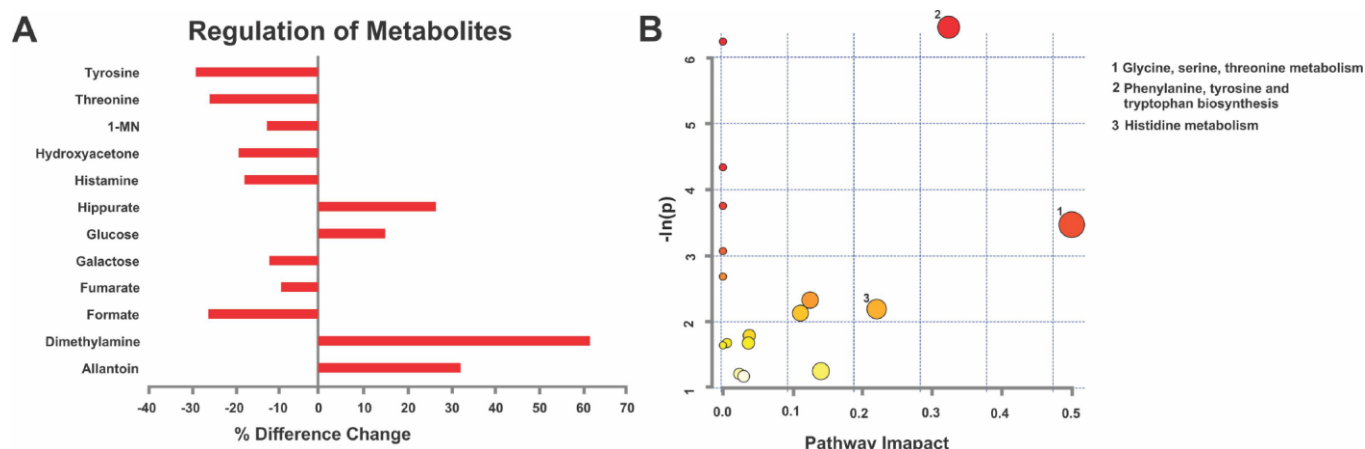 A
Regulation of Metabolites
Tyrosine
Threonine
1-MN
Hydroxyacetone
Histamine
Hippurate
Glucose
Galactose
Fumarate
Formate
Dimethylamine
Allantoin
-40 -30 -20 -10 0 10 20 30 40 50 60 70
% Difference Change
B
2
6
5
4
3
2
1
-ln(p)
1
3
0.0 0.1 0.2 0.3 0.4 0.5
Pathway Imapact
1 Glycine, serine, threonine metabolism
2 Phenylanine, tyrosine and
tryptophan biosynthesis
3 Histidine metabolism